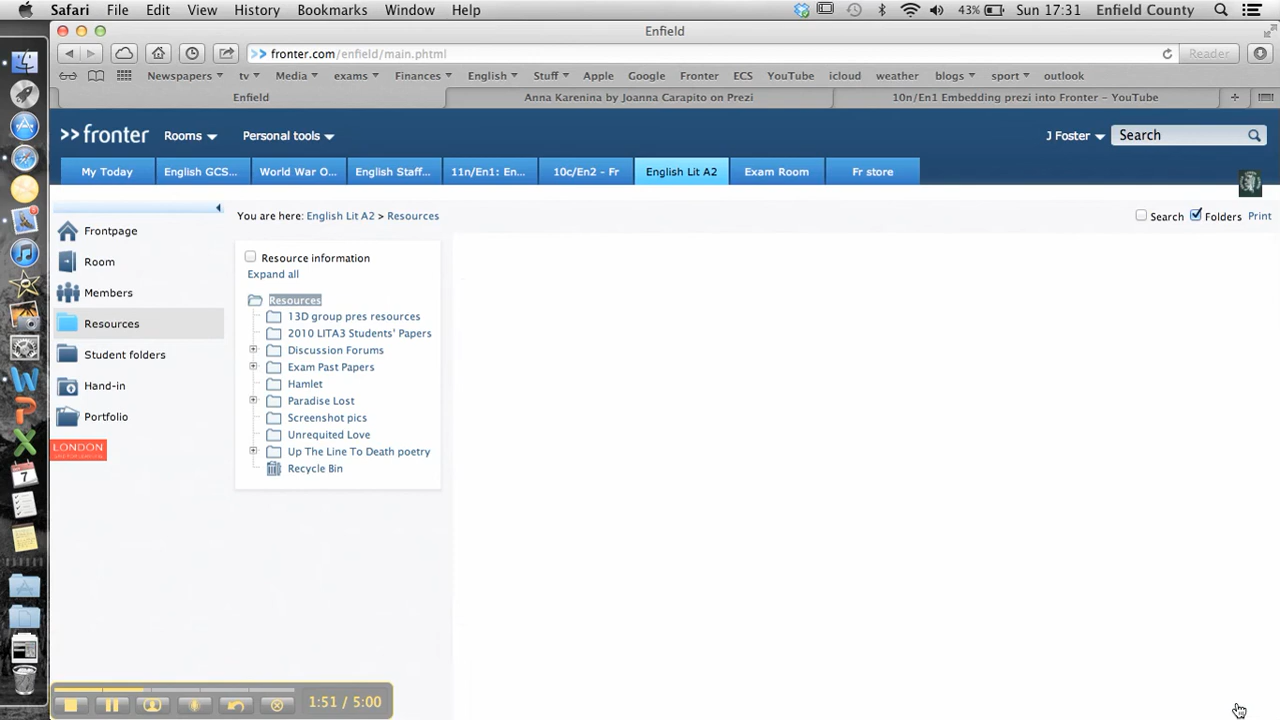 Safari File Edit View History Bookmarks Window Help 43% Sun 17:31 Enfield County
Enfield
fronter.com/enfield/main.phtml Reader
Newspapers tv Media exams Finances English Stuff Apple Google Fronter ECS YouTube icloud weather blogs sport outlook
Enfield Anna Karenina by Joanna Carapito on Prezi 10n/En1 Embedding prezi into Fronter - YouTube
>> fronter Rooms Personal tools J Foster Search
My Today English GCS... World War O... English Staff... 11n/En1: En... 10c/En2 - Fr English Lit A2 Exam Room Fr store
You are here: English Lit A2 > Resources Search Folders Print
Frontpage
Room
Members
Resources
Student folders
Hand-in
Portfolio
LONDON
Resource information
Expand all
Resources
13D group pres resources
2010 LITA3 Students' Papers
Discussion Forums
Exam Past Papers
Hamlet
Paradise Lost
Screenshot pics
Unrequited Love
Up The Line To Death poetry
Recycle Bin
7
1:51 / 5:00